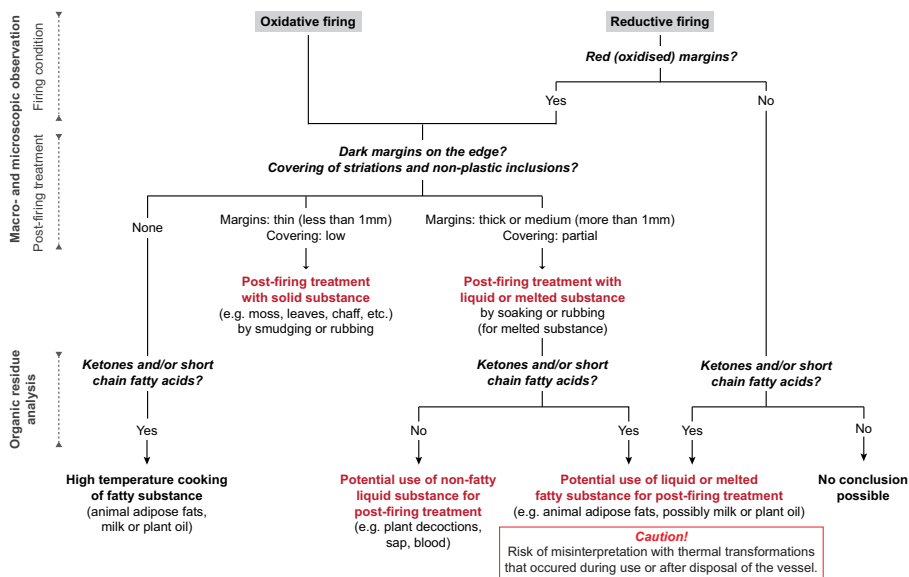 Macro- and microscopic observation
Firing condition
Post-firing treatment
Organic residue
analysis
Oxidative firing
Reductive firing
Red (oxidised) margins?
Yes
No
Dark margins on the edge?
Covering of striations and non-plastic inclusions?
None
Margins: thin (less than 1mm)
Covering: low
Margins: thick or medium (more than 1mm)
Covering: partial
Post-firing treatment
with solid substance
(e.g. moss, leaves, chaff, etc.)
by smudging or rubbing
Post-firing treatment with
liquid or melted substance
by soaking or rubbing
(for melted substance)
Ketones and/or short
chain fatty acids?
Ketones and/or short
chain fatty acids?
Ketones and/or short
chain fatty acids?
Yes
No
Yes
Yes
No
High temperature cooking
of fatty substance
(animal adipose fats,
milk or plant oil)
Potential use of non-fatty
liquid substance for
post-firing treatment
(e.g. plant decoctions,
sap, blood)
Potential use of liquid or melted
fatty substance for post-firing treatment
(e.g. animal adipose fats, possibly milk or plant oil)
No conclusion
possible
Caution!
Risk of misinterpretation with thermal transformations
that occured during use or after disposal of the vessel.